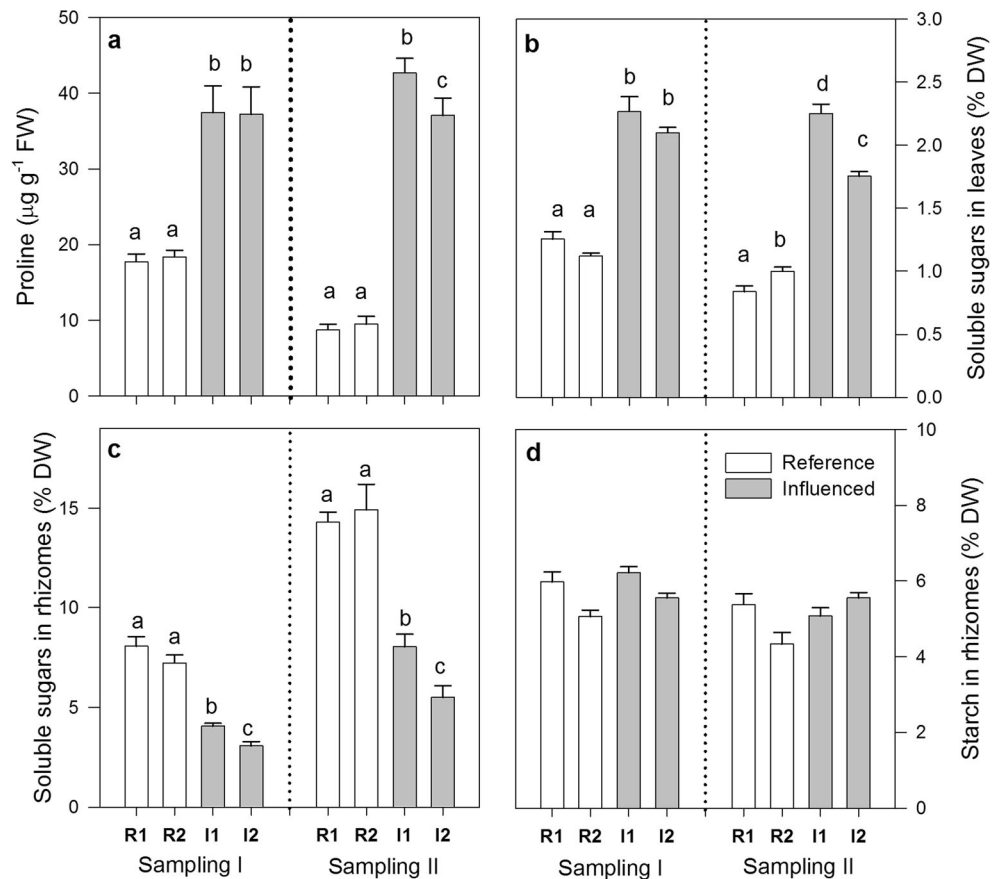 a
Proline (µg g⁻¹ FW)
50
40
30
20
10
0
a a b b
a a b c
b
Soluble sugars in leaves (% DW)
3.0
2.5
2.0
1.5
1.0
0.5
0.0
a a b b
a b d c
c
Soluble sugars in rhizomes (% DW)
15
10
5
0
a a b c
a a b c
R1 R2 I1 I2 R1 R2 I1 I2
Sampling I Sampling II
d
Reference
Influenced
Starch in rhizomes (% DW)
10
8
6
4
2
0
R1 R2 I1 I2 R1 R2 I1 I2
Sampling I Sampling II